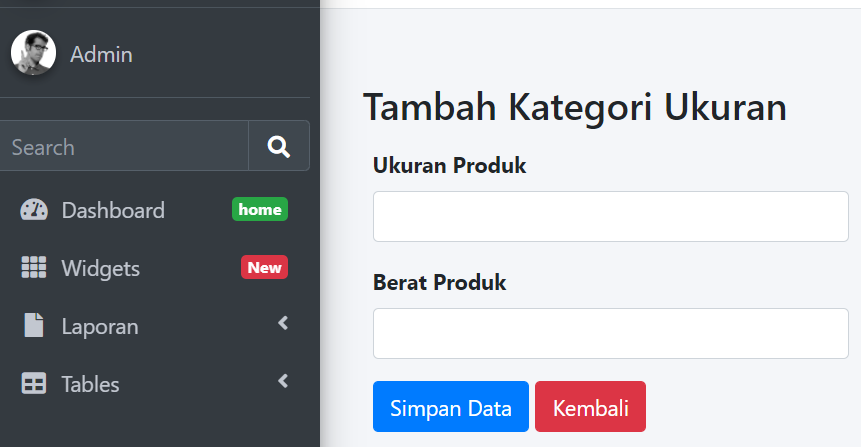 Admin
Search
Dashboard home
Widgets New
Laporan
Tables
Tambah Kategori Ukuran
Ukuran Produk
Berat Produk
Simpan Data Kembali